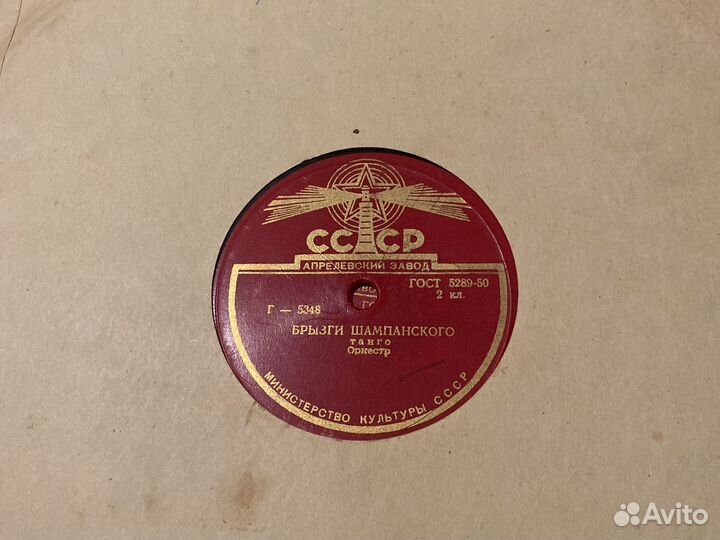 СССР
АПРЕЛЕВСКИЙ ЗАВОД
ГОСТ 5289-50
2 кл.
Г — 5348
БРЫЗГИ ШАМПАНСКОГО
танго
Оркестр
МИНИСТЕРСТВО КУЛЬТУРЫ СССР
Avito